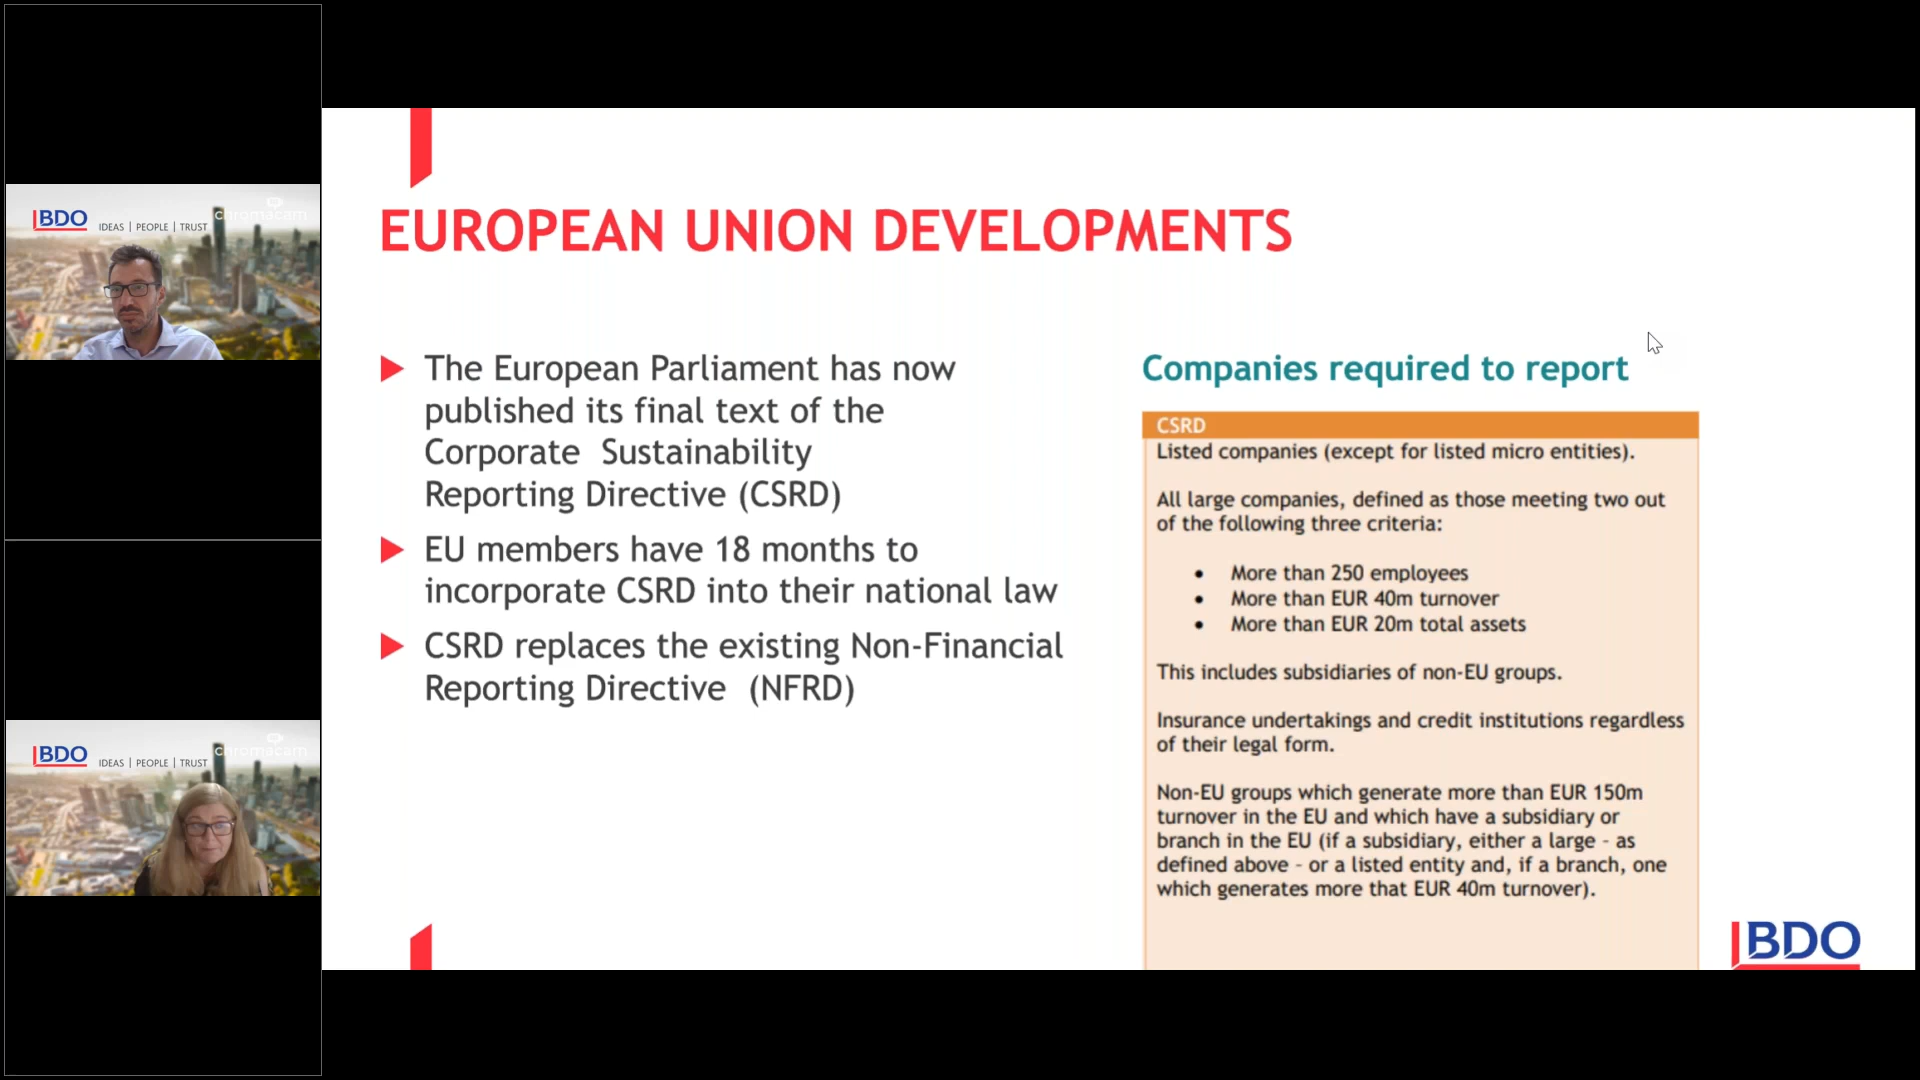 BDO
IDEAS | PEOPLE | TRUST
chromacam
BDO
IDEAS | PEOPLE | TRUST
chromacam
EUROPEAN UNION DEVELOPMENTS
The European Parliament has now
published its final text of the
Corporate Sustainability
Reporting Directive (CSRD)
EU members have 18 months to
incorporate CSRD into their national law
CSRD replaces the existing Non-Financial
Reporting Directive (NFRD)
Companies required to report
CSRD
Listed companies (except for listed micro entities).
All large companies, defined as those meeting two out
of the following three criteria:
• More than 250 employees
• More than EUR 40m turnover
• More than EUR 20m total assets
This includes subsidiaries of non-EU groups.
Insurance undertakings and credit institutions regardless
of their legal form.
Non-EU groups which generate more than EUR 150m
turnover in the EU and which have a subsidiary or
branch in the EU (if a subsidiary, either a large - as
defined above - or a listed entity and, if a branch, one
which generates more that EUR 40m turnover).
BDO